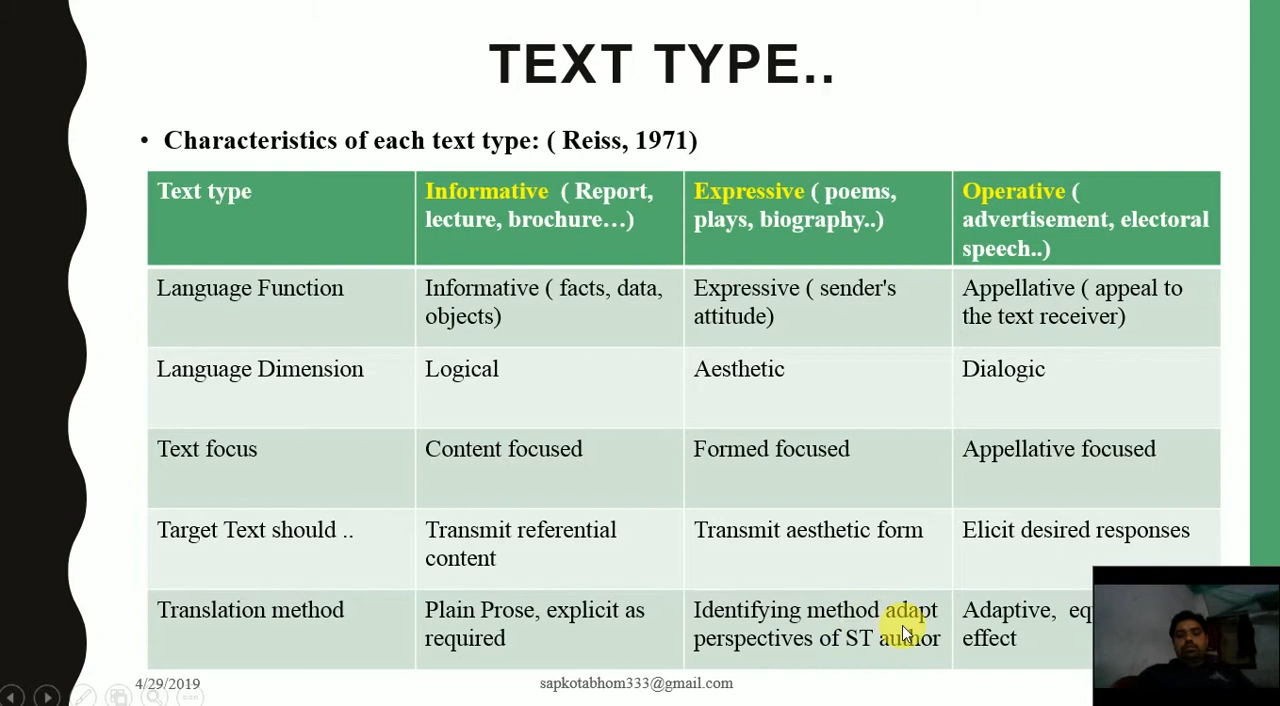 TEXT TYPE..
• Characteristics of each text type: ( Reiss, 1971)
Text type
Informative ( Report,
lecture, brochure…)
Expressive ( poems,
plays, biography..)
Operative (
advertisement, electoral
speech..)
Language Function
Informative ( facts, data,
objects)
Expressive ( sender's
attitude)
Appellative ( appeal to
the text receiver)
Language Dimension
Logical
Aesthetic
Dialogic
Text focus
Content focused
Formed focused
Appellative focused
Target Text should ..
Transmit referential
content
Transmit aesthetic form
Elicit desired responses
Translation method
Plain Prose, explicit as
required
Identifying method adapt
perspectives of ST author
Adaptive,
effect
4/29/2019
sapkotabhom333@gmail.com